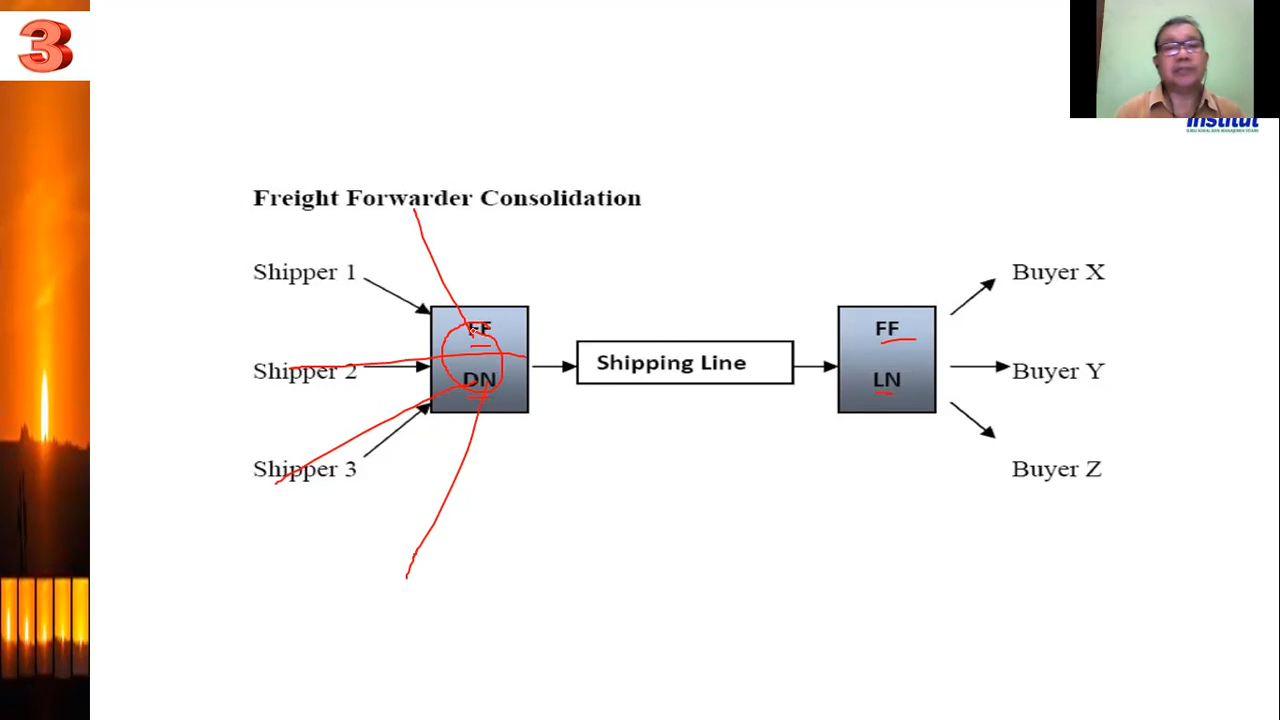 3
Institut
Freight Forwarder Consolidation
Shipper 1
Buyer X
FF
FF
Shipper 2
Shipping Line
Buyer Y
DN
LN
Shipper 3
Buyer Z